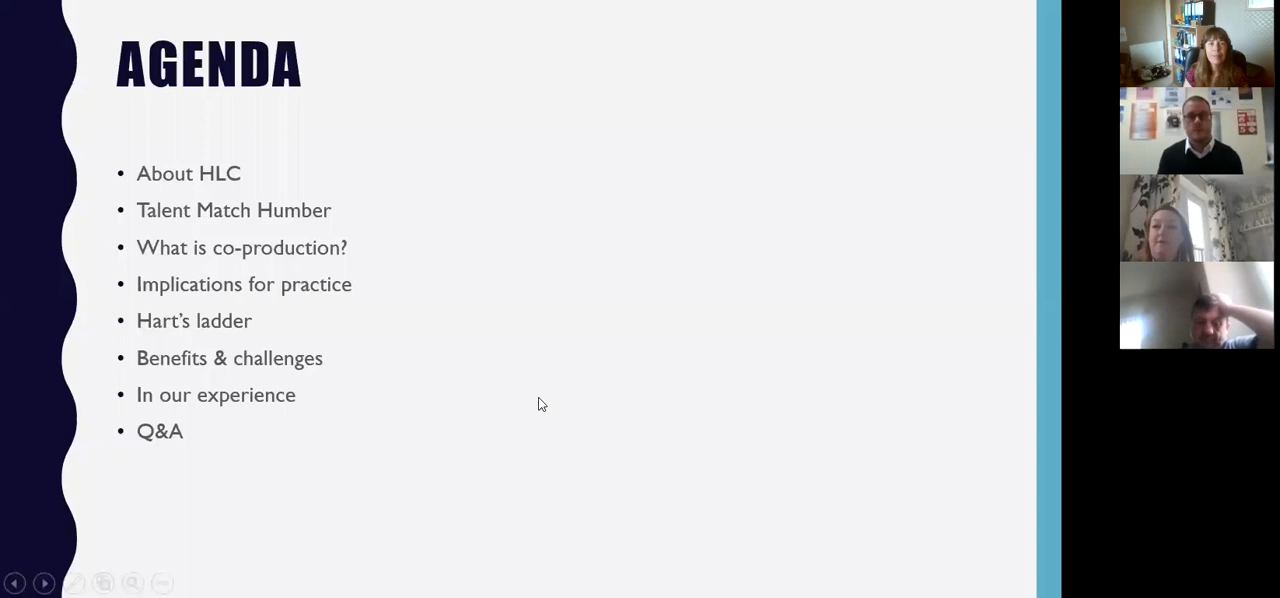 AGENDA
• About HLC
• Talent Match Humber
• What is co-production?
• Implications for practice
• Hart’s ladder
• Benefits & challenges
• In our experience
• Q&A